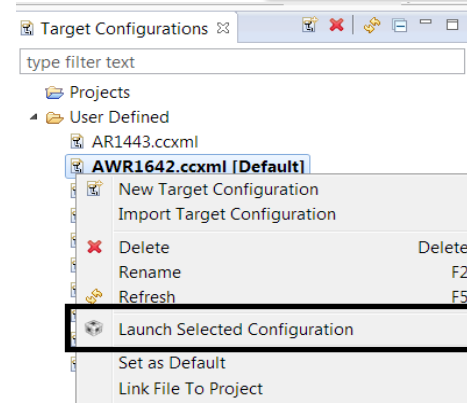 Target Configurations
type filter text
Projects
User Defined
AR1443.ccxml
AWR1642.ccxml [Default]
New Target Configuration
Import Target Configuration
Delete Delete
Rename F2
Refresh F5
Launch Selected Configuration
Set as Default
Link File To Project